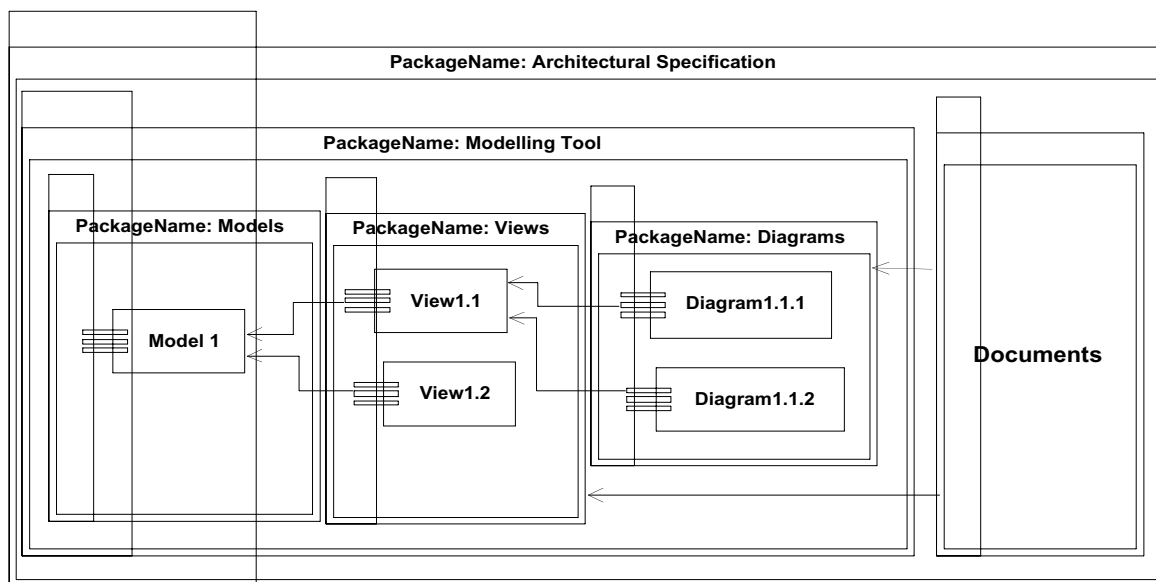 PackageName: Architectural Specification
PackageName: Modelling Tool
PackageName: Models
PackageName: Views
PackageName: Diagrams
Model 1
View1.1
View1.2
Diagram1.1.1
Diagram1.1.2
Documents